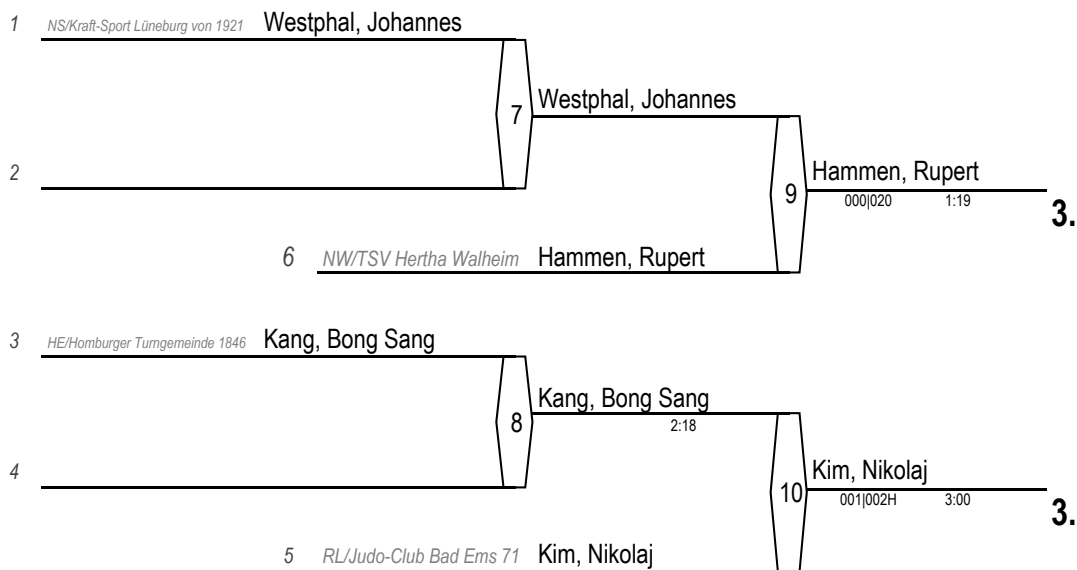 1 NS/Kraft-Sport Lüneburg von 1921 Westphal, Johannes
7 Westphal, Johannes
2
9 Hammen, Rupert
000|020 1:19
3.
6 NW/TSV Hertha Walheim Hammen, Rupert
3 HE/Homburger Turngemeinde 1846 Kang, Bong Sang
8 Kang, Bong Sang
2:18
4
10 Kim, Nikolaj
001|002H 3:00
3.
5 RL/Judo-Club Bad Ems 71 Kim, Nikolaj